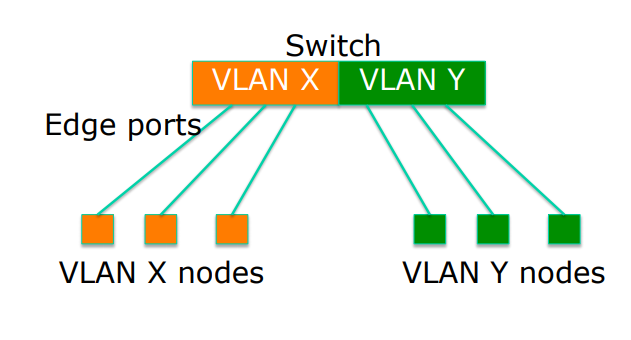 Switch
VLAN X
VLAN Y
Edge ports
VLAN X nodes
VLAN Y nodes